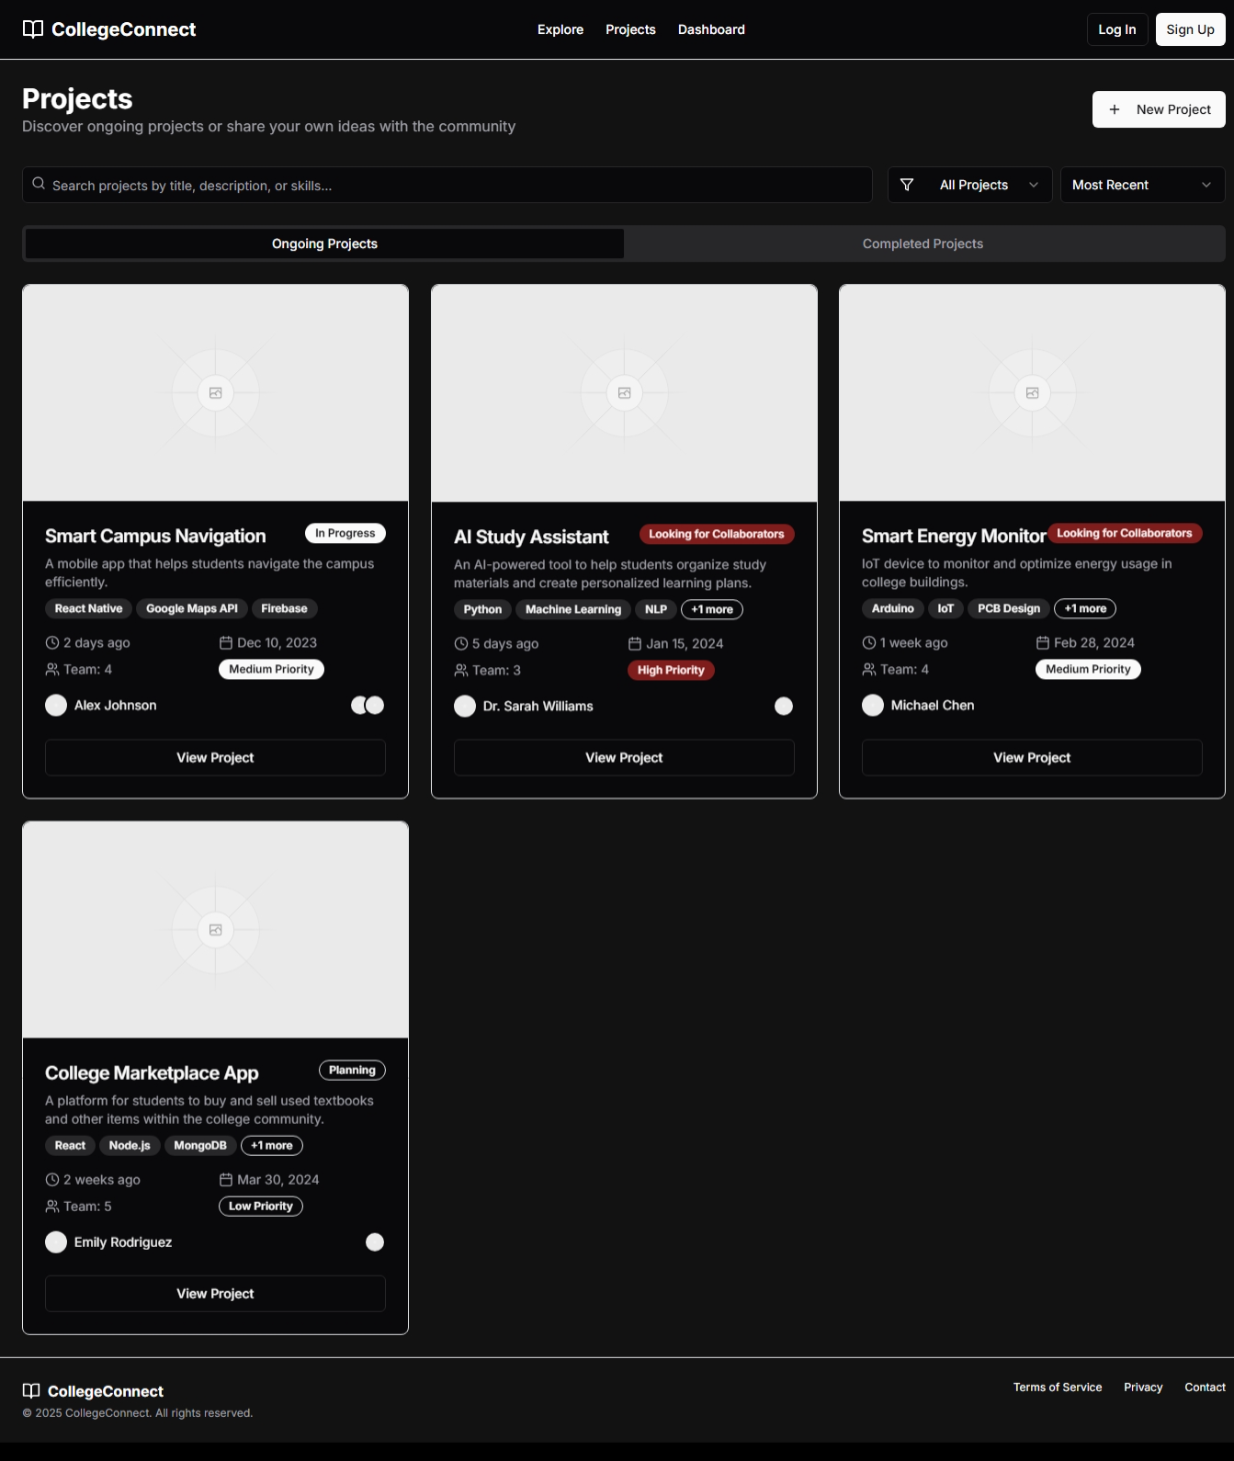 CollegeConnect
Explore Projects Dashboard
Log In Sign Up
Projects
Discover ongoing projects or share your own ideas with the community
+ New Project
Search projects by title, description, or skills...
All Projects
Most Recent
Ongoing Projects
Completed Projects
Smart Campus Navigation
In Progress
A mobile app that helps students navigate the campus
efficiently.
React Native Google Maps API Firebase
2 days ago Dec 10, 2023
Team: 4 Medium Priority
Alex Johnson
View Project
AI Study Assistant
Looking for Collaborators
An AI-powered tool to help students organize study
materials and create personalized learning plans.
Python Machine Learning NLP +1 more
5 days ago Jan 15, 2024
Team: 3 High Priority
Dr. Sarah Williams
View Project
Smart Energy Monitor
Looking for Collaborators
IoT device to monitor and optimize energy usage in
college buildings.
Arduino IoT PCB Design +1 more
1 week ago Feb 28, 2024
Team: 4 Medium Priority
Michael Chen
View Project
College Marketplace App
Planning
A platform for students to buy and sell used textbooks
and other items within the college community.
React Node.js MongoDB +1 more
2 weeks ago Mar 30, 2024
Team: 5 Low Priority
Emily Rodriguez
View Project
CollegeConnect
© 2025 CollegeConnect. All rights reserved.
Terms of Service Privacy Contact